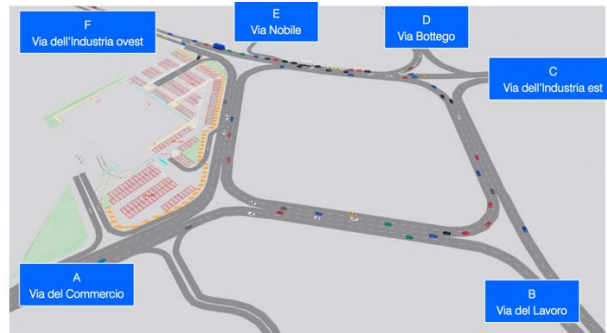 F
Via dell'Industria ovest
E
Via Nobile
D
Via Bottego
C
Via dell'Industria est
A
Via del Commercio
B
Via del Lavoro